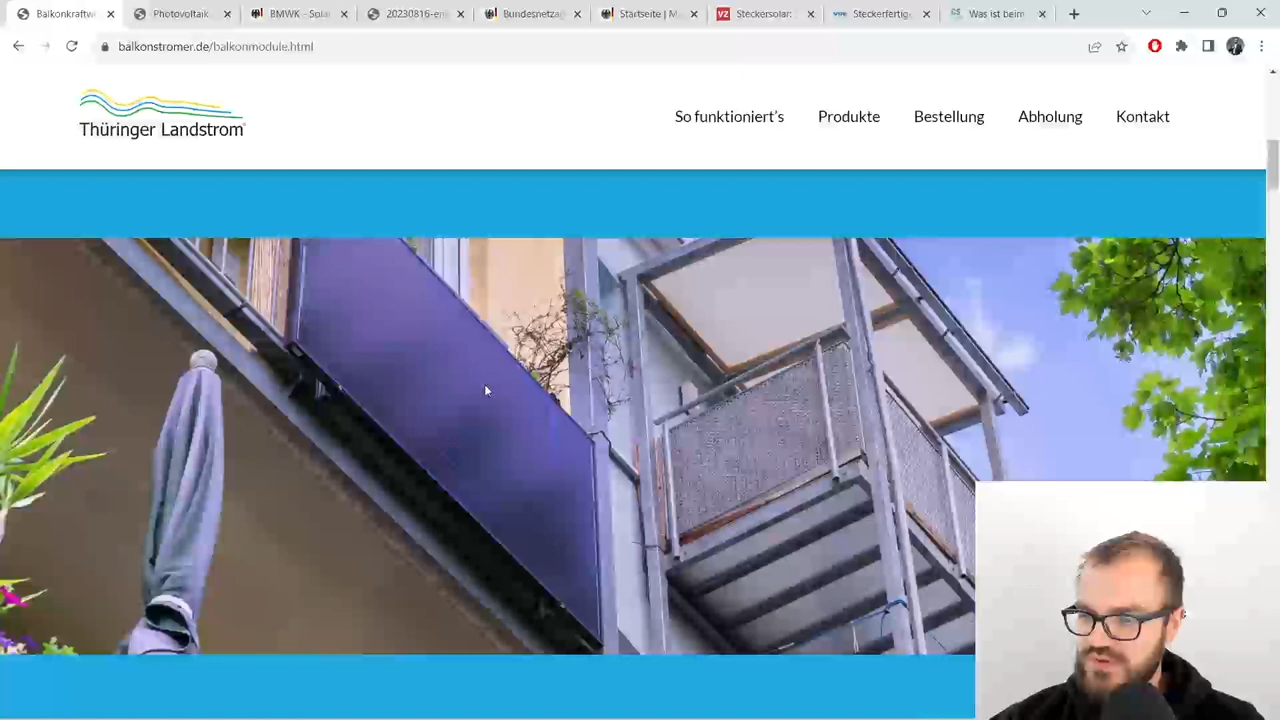 Balkonkraftw
Photovoltaik
BMWK - Sola
20230816-en
Bundesnetza
Startseite | M
VZ Steckersolar:
Steckerfertig
Was ist beim
balkonstromer.de/balkonmodule.html
Thüringer Landstrom
So funktioniert's Produkte Bestellung Abholung Kontakt